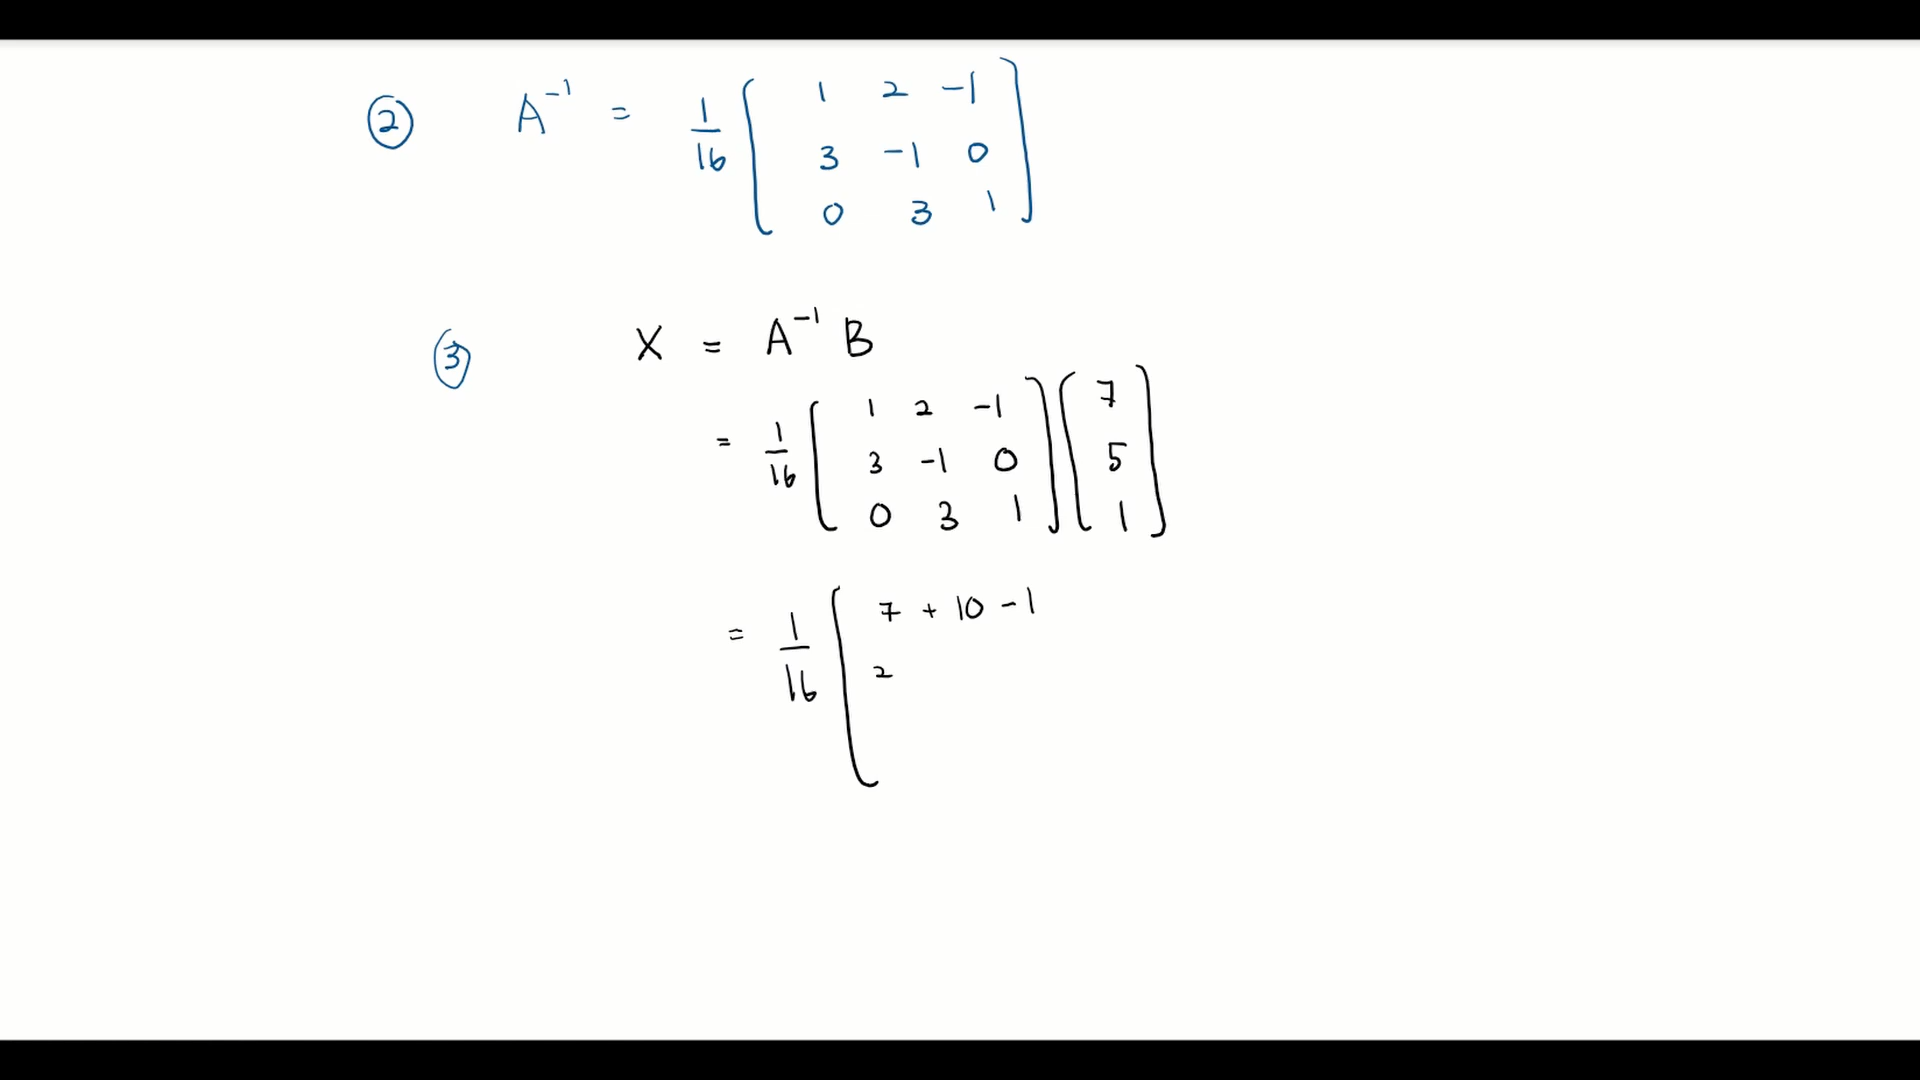 ② A⁻¹ = 1/16 [ 1 2 -1
3 -1 0
0 3 1 ]
③ X = A⁻¹ B
= 1/16 [ 1 2 -1
3 -1 0
0 3 1 ] [ 7
5
1 ]
= 1/16 [ 7 + 10 - 1
2